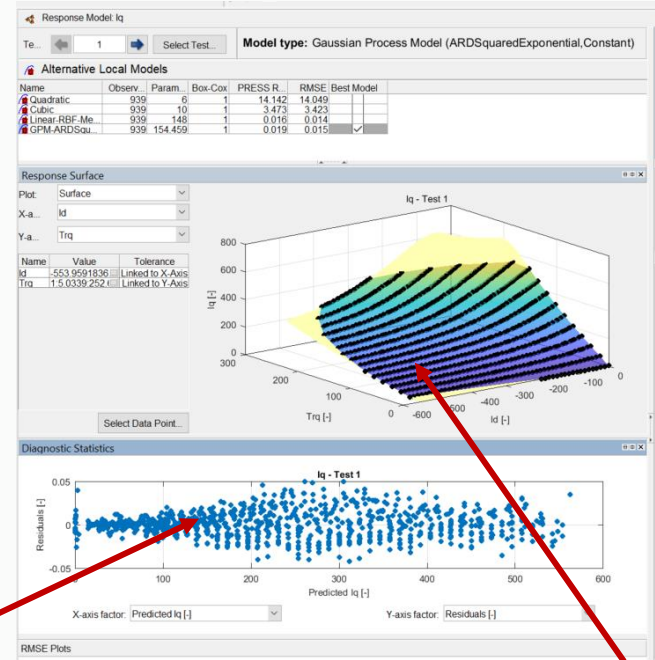 Response Model: Iq
Te... 1 Select Test... Model type: Gaussian Process Model (ARDSquaredExponential,Constant)
Alternative Local Models
Name Observ... Param... Box-Cox PRESS R... RMSE Best Model
Quadratic 939 6 1 14.142 14.049
Cubic 939 10 1 3.473 3.423
Linear-RBF-Me... 939 148 1 0.016 0.014
GPM-ARDSqu... 939 154.459 1 0.019 0.015
Response Surface
Plot: Surface
X-a... Id
Y-a... Trq
Name Value Tolerance
Id -553.9591836 Linked to X-Axis
Trq 1:5.0339:252 Linked to Y-Axis
Select Data Point...
Iq - Test 1
800
600
400
200
0
Iq [-]
300
200
100
0
Trq [-]
-600
-500
-400
-300
-200
-100
0
Id [-]
Diagnostic Statistics
Iq - Test 1
0.05
0
-0.05
Residuals [-]
100 200 300 400 500 600
Predicted Iq [-]
X-axis factor: Predicted Iq [-] Y-axis factor: Residuals [-]
RMSE Plots